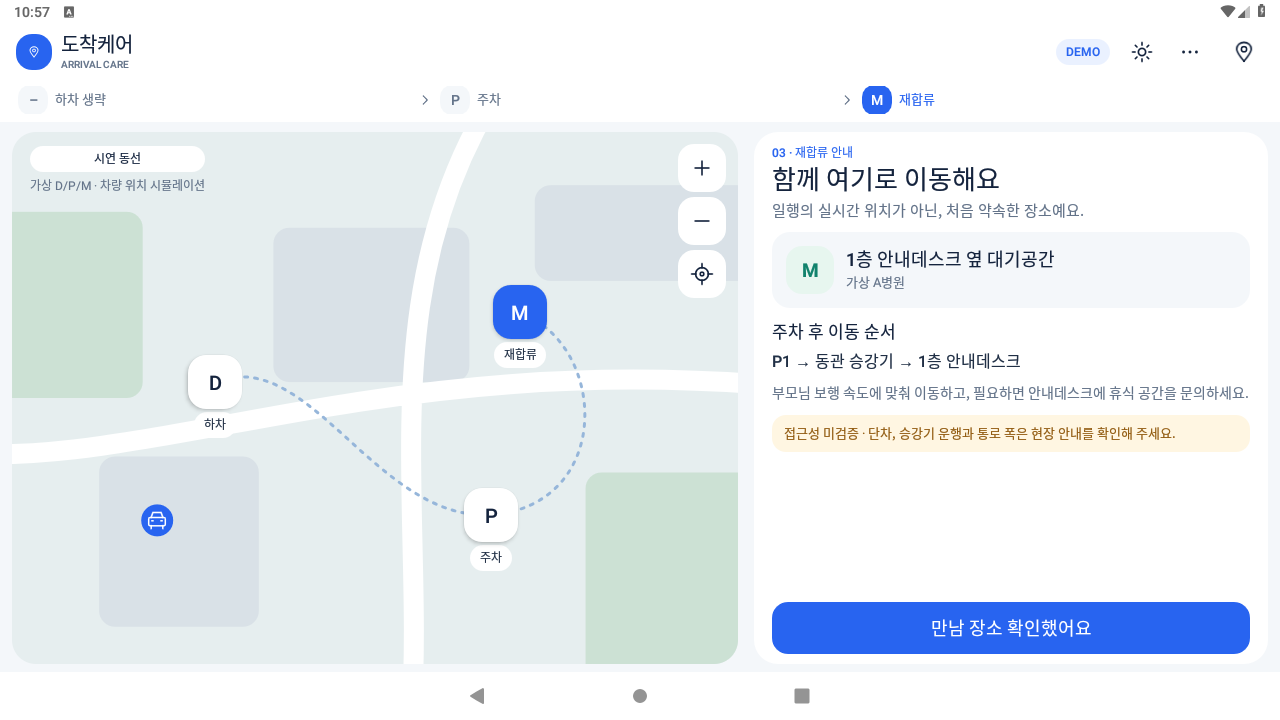 10:57
도착케어
ARRIVAL CARE
DEMO
하차 생략
P 주차
M 재합류
시연 동선
가상 D/P/M · 차량 위치 시뮬레이션
M
재합류
D
하차
P
주차
03 · 재합류 안내
함께 여기로 이동해요
일행의 실시간 위치가 아닌, 처음 약속한 장소예요.
M
1층 안내데스크 옆 대기공간
가상 A병원
주차 후 이동 순서
P1 → 동관 승강기 → 1층 안내데스크
부모님 보행 속도에 맞춰 이동하고, 필요하면 안내데스크에 휴식 공간을 문의하세요.
접근성 미검증 · 단차, 승강기 운행과 통로 폭은 현장 안내를 확인해 주세요.
만남 장소 확인했어요